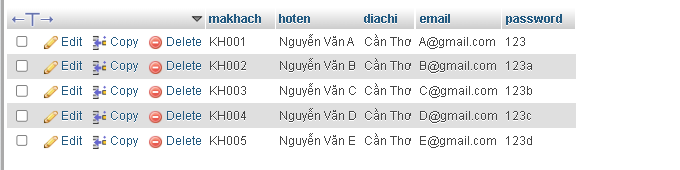 makhach hoten diachi email password
Edit Copy Delete KH001 Nguyễn Văn A Cần Thơ A@gmail.com 123
Edit Copy Delete KH002 Nguyễn Văn B Cần Thơ B@gmail.com 123a
Edit Copy Delete KH003 Nguyễn Văn C Cần Thơ C@gmail.com 123b
Edit Copy Delete KH004 Nguyễn Văn D Cần Thơ D@gmail.com 123c
Edit Copy Delete KH005 Nguyễn Văn E Cần Thơ E@gmail.com 123d